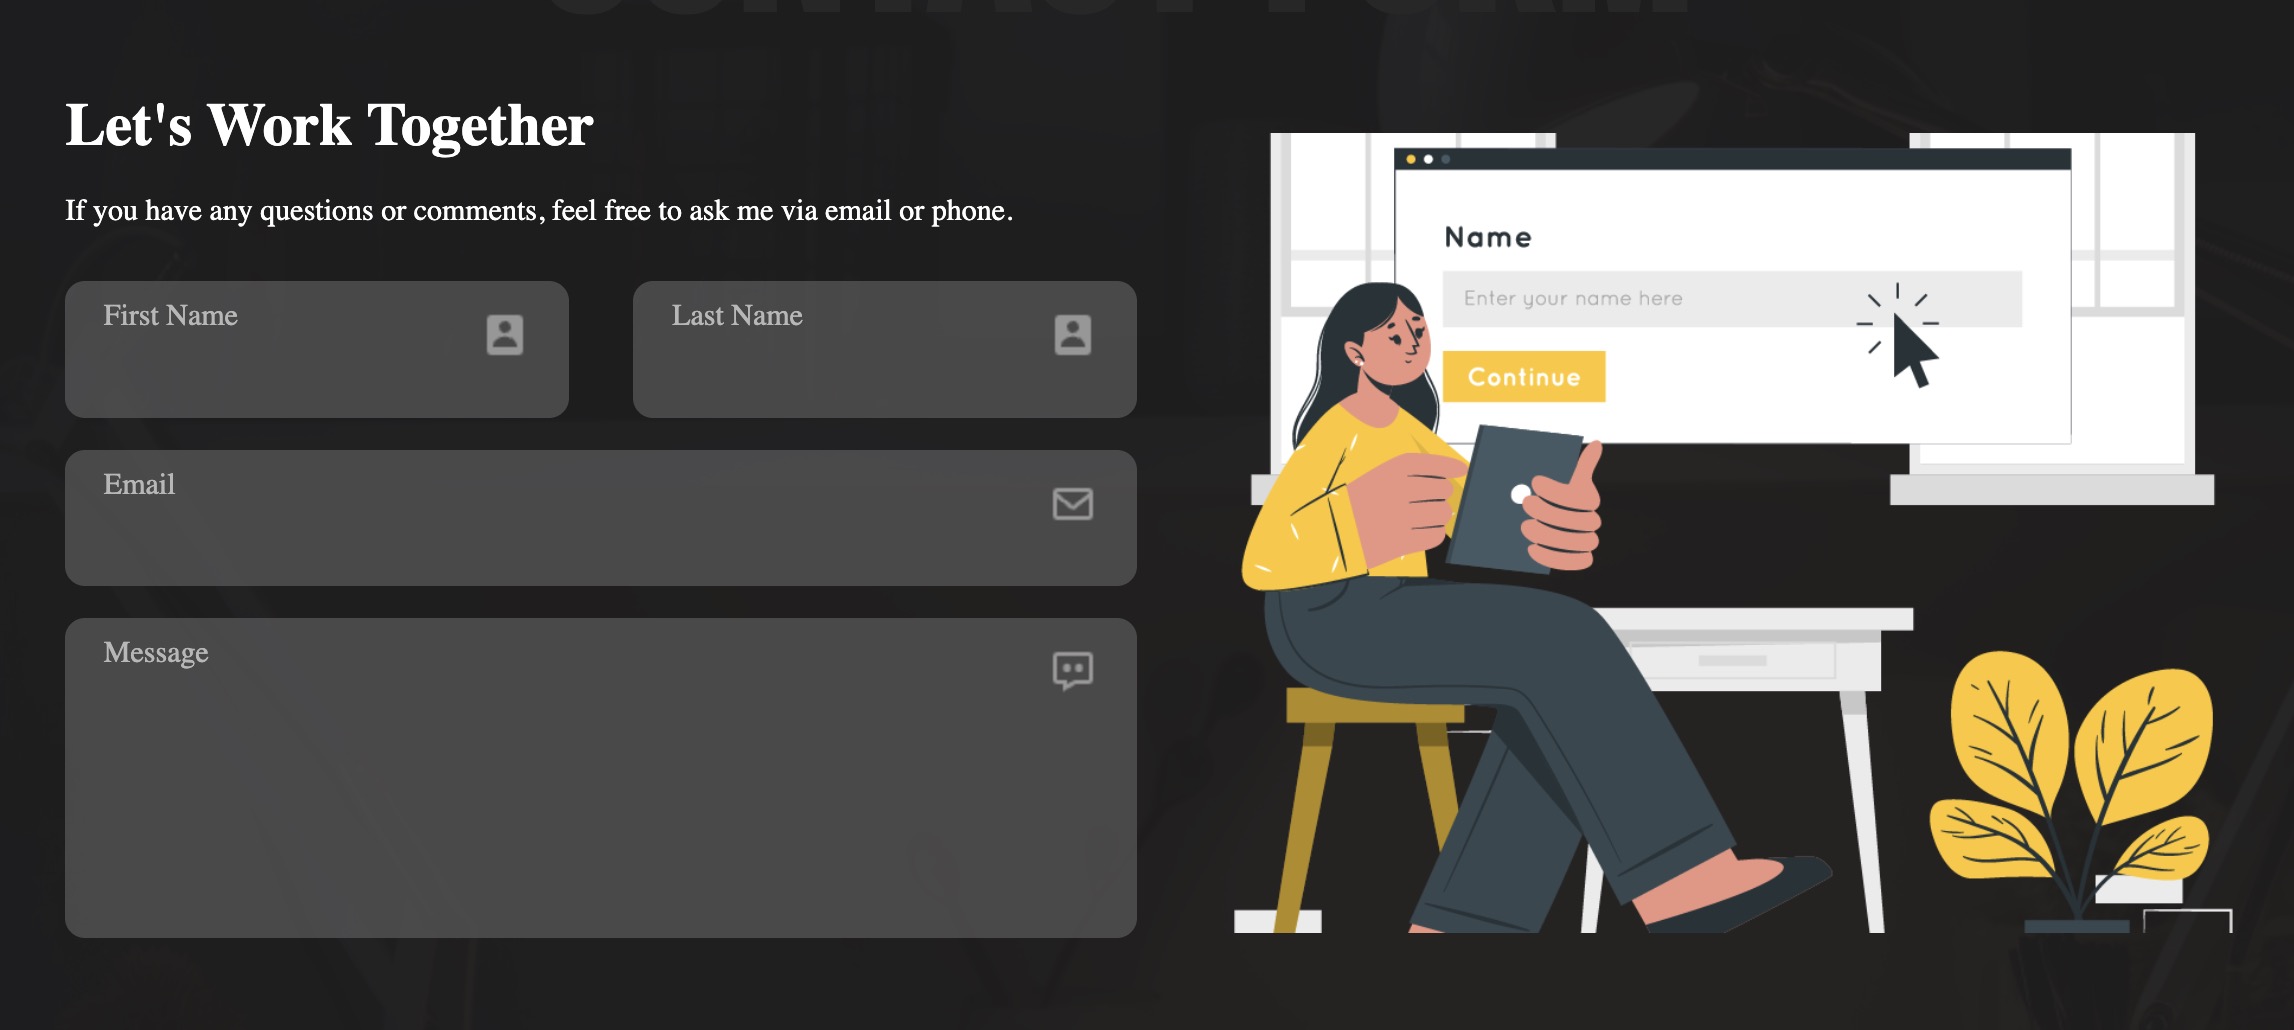 Let's Work Together
If you have any questions or comments, feel free to ask me via email or phone.
First Name
Last Name
Email
Message
Name
Enter your name here
Continue